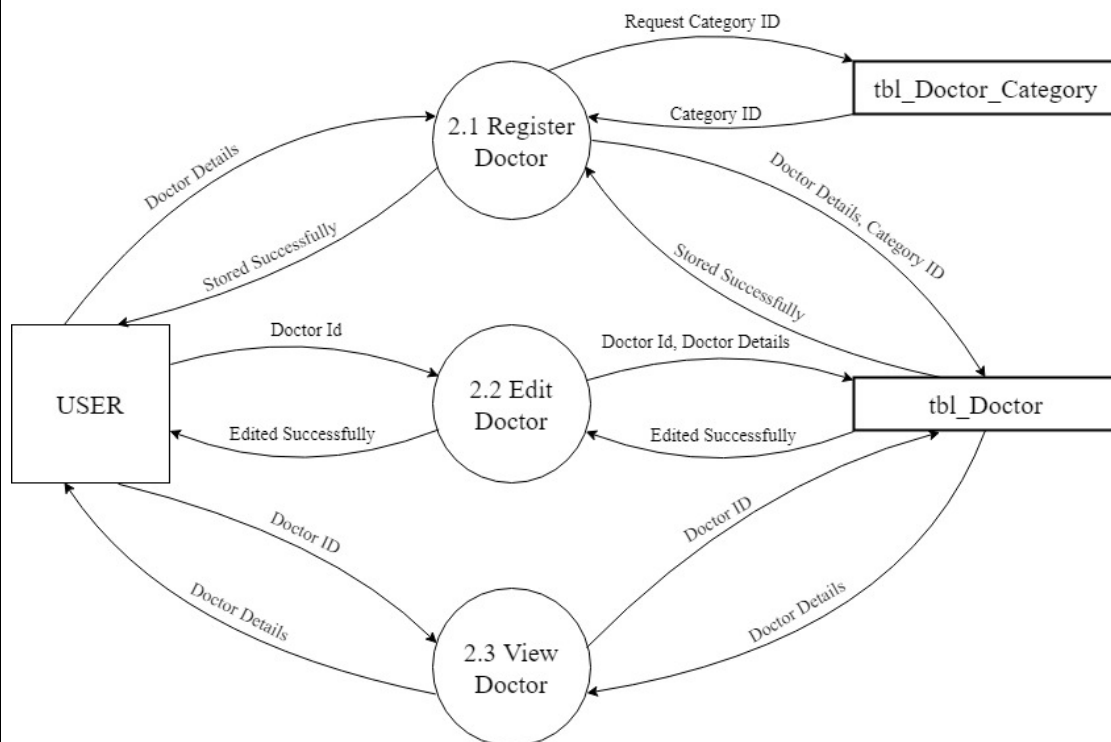 Request Category ID
tbl_Doctor_Category
Category ID
2.1 Register
Doctor
Doctor Details
Stored Successfully
Doctor Details, Category ID
Stored Successfully
Doctor Id
Doctor Id, Doctor Details
USER
2.2 Edit
Doctor
tbl_Doctor
Edited Successfully
Edited Successfully
Doctor ID
Doctor ID
Doctor Details
Doctor Details
2.3 View
Doctor